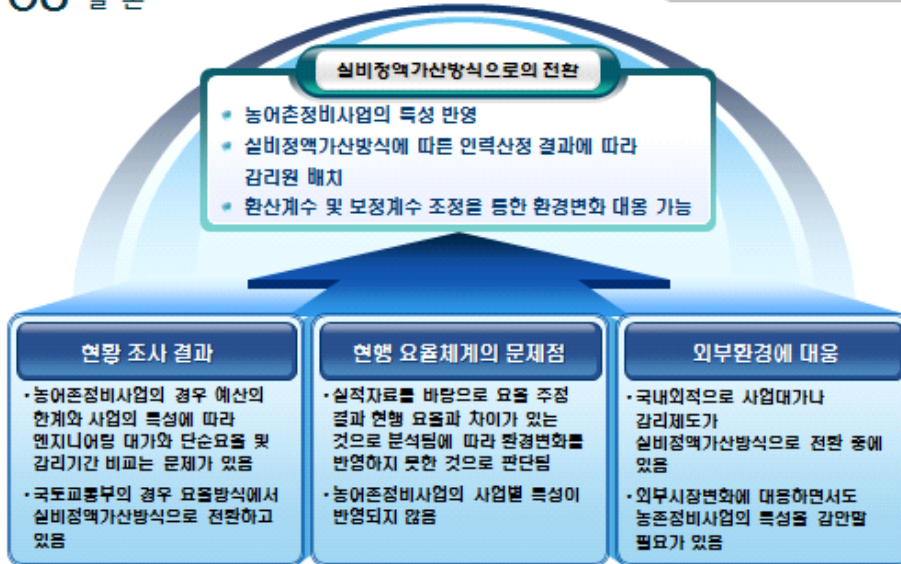 실비정액가산방식으로의 전환
농어촌정비사업의 특성 반영
실비정액가산방식에 따른 인력산정 결과에 따라
감리원 배치
환산계수 및 보정계수 조정을 통한 환경변화 대응 가능
현황 조사 결과
·농어촌정비사업의 경우 예산의
한계와 사업의 특성에 따라
엔지니어링 대가와 단순요율 및
감리기간 비교는 문제가 있음
·국토교통부의 경우 요율방식에서
실비정액가산방식으로 전환하고
있음
현행 요율체계의 문제점
·실적자료를 바탕으로 요율 추정
결과 현행 요율과 차이가 있는
것으로 분석됨에 따라 환경변화를
반영하지 못한 것으로 판단됨
·농어촌정비사업의 사업별 특성이
반영되지 않음
외부환경에 대응
·국내외적으로 사업대가나
감리제도가
실비정액가산방식으로 전환 중에
있음
·외부시장변화에 대응하면서도
농촌정비사업의 특성을 감안할
필요가 있음